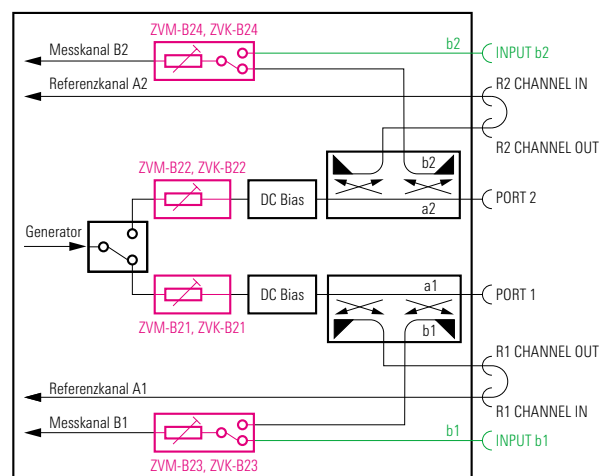 ZVM-B24, ZVK-B24
Messkanal B2
b2
INPUT b2
Referenzkanal A2
R2 CHANNEL IN
R2 CHANNEL OUT
ZVM-B22, ZVK-B22
DC Bias
b2
a2
PORT 2
Generator
ZVM-B21, ZVK-B21
DC Bias
a1
b1
PORT 1
R1 CHANNEL OUT
Referenzkanal A1
R1 CHANNEL IN
Messkanal B1
b1
INPUT b1
ZVM-B23, ZVK-B23